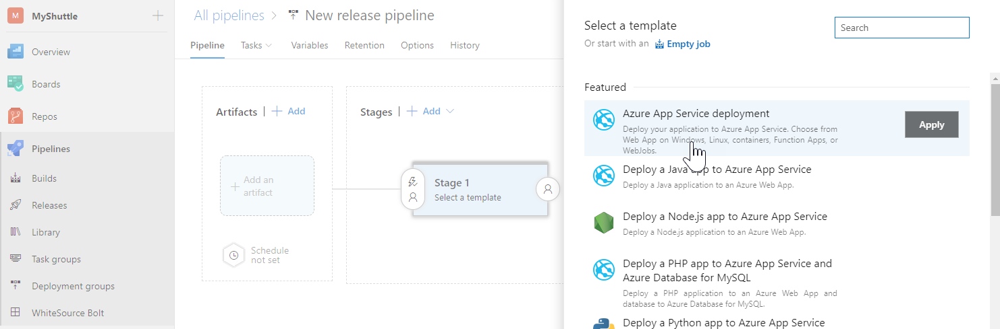 M MyShuttle
Overview
Boards
Repos
Pipelines
Builds
Releases
Library
Task groups
Deployment groups
WhiteSource Bolt
All pipelines > New release pipeline
Pipeline Tasks Variables Retention Options History
Artifacts | + Add
Add an
artifact
Schedule
not set
Stages | + Add
Stage 1
Select a template
Select a template
Or start with an Empty job
Search
Featured
Azure App Service deployment
Deploy your application to Azure App Service. Choose from
Web App on Windows, Linux, containers, Function Apps, or
WebJobs.
Apply
Deploy a Java app to Azure App Service
Deploy a Java application to an Azure Web App.
Deploy a Node.js app to Azure App Service
Deploy a Node.js application to an Azure Web App.
Deploy a PHP app to Azure App Service and
Azure Database for MySQL
Deploy a PHP application to an Azure Web App and
database to Azure Database for MySQL.
Deploy a Python app to Azure App Service